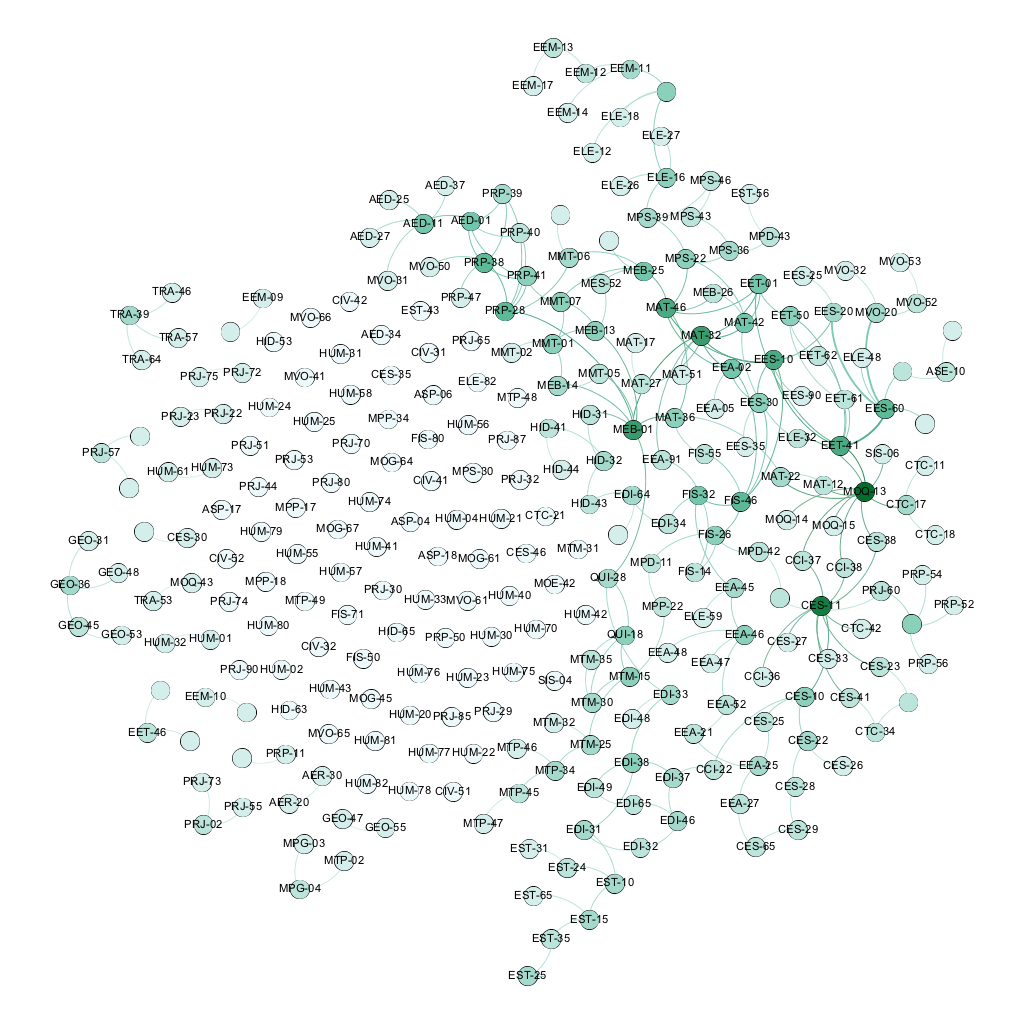 EEM-13
EEM-12
EEM-11
EEM-17
EEM-14
ELE-18
ELE-27
ELE-12
ELE-16
ELE-26
MPS-46
EST-56
AED-37
AED-25
PRP-39
AED-11
AED-01
PRP-40
MPS-39
MPS-43
AED-27
MPD-43
MPS-36
MMT-06
MPS-22
PRP-38
MVO-50
MVO-31
PRP-41
MEB-25
MES-52
EET-01
EES-25
MVO-32
MVO-53
TRA-46
EEM-09
CIV-42
PRP-47
MMT-07
MEB-26
MAT-46
MVO-52
TRA-39
MVO-66
EST-43
PRP-28
EET-50
EES-20
MVO-20
MAT-42
TRA-57
HID-53
AED-34
PRJ-65
MEB-13
MAT-17
MAT-32
TRA-64
HUM-31
CIV-31
MMT-02
MMT-01
EES-10
EET-62
ELE-48
PRJ-75
PRJ-72
MVO-41
CES-35
ELE-82
MMT-05
MAT-27
MAT-51
EEA-02
ASE-10
HUM-58
ASP-06
MTP-48
MEB-14
EES-90
EET-61
PRJ-23
PRJ-22
HUM-24
HUM-25
MPP-34
HUM-56
HID-31
MAT-36
EEA-05
EES-30
EES-60
PRJ-57
PRJ-51
PRJ-70
FIS-80
PRJ-87
HID-41
MEB-01
ELE-32
EET-41
EES-35
SIS-06
HUM-61
HUM-73
PRJ-53
MOG-64
MPS-30
HID-44
HID-32
EEA-91
FIS-55
CTC-11
PRJ-44
PRJ-80
CIV-41
PRJ-32
MAT-22
MAT-12
MOQ-13
ASP-17
MPP-17
HUM-74
HID-43
EDI-64
FIS-32
FIS-46
CTC-17
HUM-79
MOG-67
ASP-04
HUM-04
HUM-21
CTC-21
EDI-34
MOQ-14
MOQ-15
GEO-31
CES-30
HUM-41
FIS-26
CES-38
CTC-18
CIV-52
HUM-55
ASP-18
MOG-61
CES-46
MTM-31
MPD-11
MPD-42
CCI-37
CCI-38
GEO-36
GEO-48
MOQ-43
MPP-18
HUM-57
PRJ-30
MOE-42
QUI-28
FIS-14
EEA-45
PRP-54
PRJ-60
TRA-53
PRJ-74
MTP-49
HUM-33
MVO-61
HUM-40
MPP-22
CES-11
PRP-52
FIS-71
HUM-42
ELE-59
GEO-45
GEO-53
HUM-32
HUM-01
HUM-80
HID-65
PRP-50
HUM-30
HUM-70
QUI-18
EEA-46
CTC-42
CIV-32
FIS-50
MTM-35
EEA-48
CES-27
CES-33
PRJ-90
HUM-02
HUM-76
HUM-23
HUM-75
SIS-04
MTM-15
EEA-47
CCI-36
CES-23
PRP-56
EEM-10
HUM-43
MOG-45
MTM-30
EDI-33
EEA-52
CES-10
CES-41
HID-63
HUM-20
PRJ-85
PRJ-29
MTM-32
EDI-48
CES-25
EET-46
MVO-65
HUM-81
EEA-21
CTC-34
PRP-11
HUM-77
HUM-22
MTP-46
MTM-25
CES-22
PRJ-73
AER-30
HUM-82
HUM-78
CIV-51
MTP-34
EDI-38
EDI-37
CCI-22
EEA-25
CES-26
PRJ-55
AER-20
MTP-45
EDI-49
EDI-65
EEA-27
CES-28
PRJ-02
GEO-47
GEO-55
MTP-47
EDI-31
EDI-46
CES-29
MPG-03
MTP-02
EST-31
EDI-32
CES-65
MPG-04
EST-24
EST-10
EST-65
EST-15
EST-35
EST-25